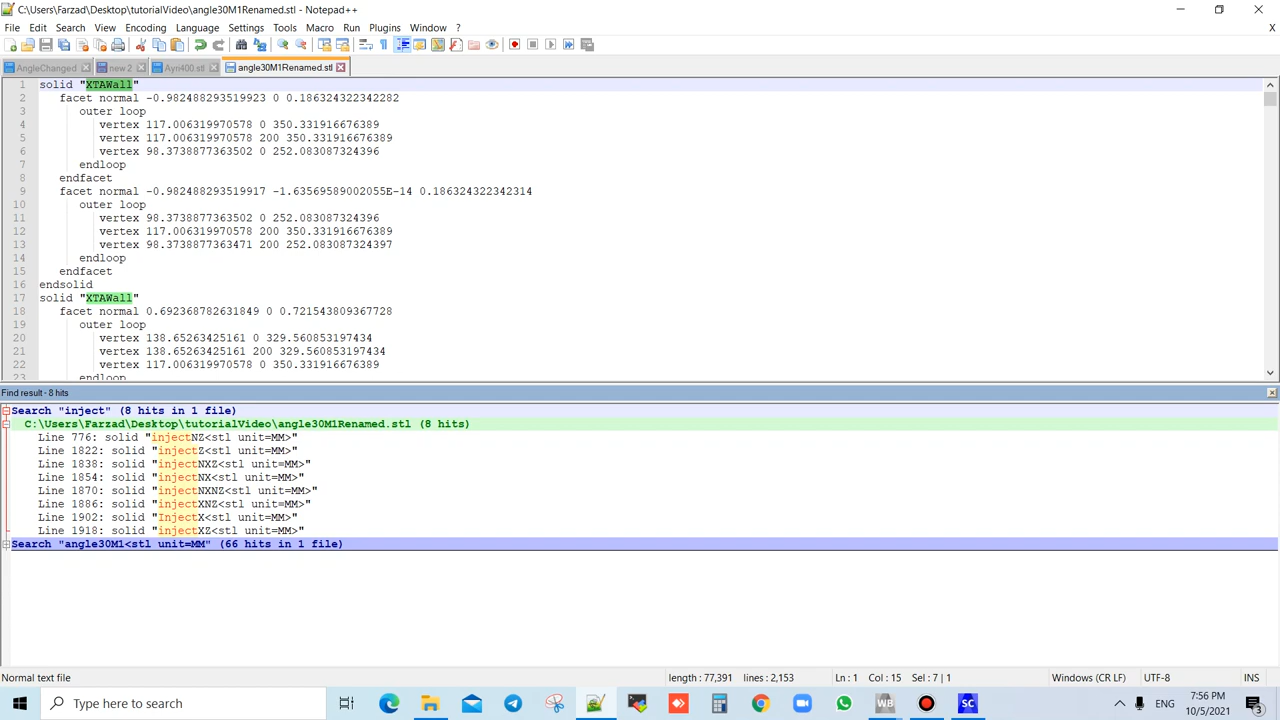 C:\Users\Farzad\Desktop\tutorialVideo\angle30M1Renamed.stl - Notepad++
File Edit Search View Encoding Language Settings Tools Macro Run Plugins Window ? X
AngleChanged new 2 Ayri400.stl angle30M1Renamed.stl
1 solid "XTAWall"
2 facet normal -0.982488293519923 0 0.186324322342282
3 outer loop
4 vertex 117.006319970578 0 350.331916676389
5 vertex 117.006319970578 200 350.331916676389
6 vertex 98.3738877363502 0 252.083087324396
7 endloop
8 endfacet
9 facet normal -0.982488293519917 -1.63569589002055E-14 0.186324322342314
10 outer loop
11 vertex 98.3738877363502 0 252.083087324396
12 vertex 117.006319970578 200 350.331916676389
13 vertex 98.3738877363471 200 252.083087324397
14 endloop
15 endfacet
16 endsolid
17 solid "XTAWall"
18 facet normal 0.692368782631849 0 0.721543809367728
19 outer loop
20 vertex 138.65263425161 0 329.560853197434
21 vertex 138.65263425161 200 329.560853197434
22 vertex 117.006319970578 0 350.331916676389
23 endloop
Find result - 8 hits
Search "inject" (8 hits in 1 file)
C:\Users\Farzad\Desktop\tutorialVideo\angle30M1Renamed.stl (8 hits)
Line 776: solid "injectNZ<stl unit=MM>"
Line 1822: solid "injectZ<stl unit=MM>"
Line 1838: solid "injectNXZ<stl unit=MM>"
Line 1854: solid "injectNX<stl unit=MM>"
Line 1870: solid "injectNXNZ<stl unit=MM>"
Line 1886: solid "injectXNZ<stl unit=MM>"
Line 1902: solid "InjectX<stl unit=MM>"
Line 1918: solid "injectXZ<stl unit=MM>"
Search "angle30M1<stl unit=MM" (66 hits in 1 file)
Normal text file length : 77,391 lines : 2,153 Ln : 1 Col : 15 Sel : 7 | 1 Windows (CR LF) UTF-8 INS
Type here to search WB SC ENG 7:56 PM
10/5/2021 3